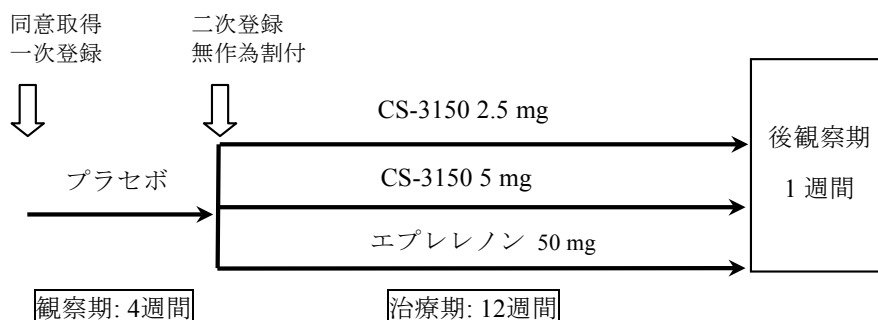 同意取得
一次登録
二次登録
無作為割付
CS-3150 2.5 mg
プラセボ
CS-3150 5 mg
エプレレノン 50 mg
後観察期
1 週間
観察期: 4週間
治療期: 12週間